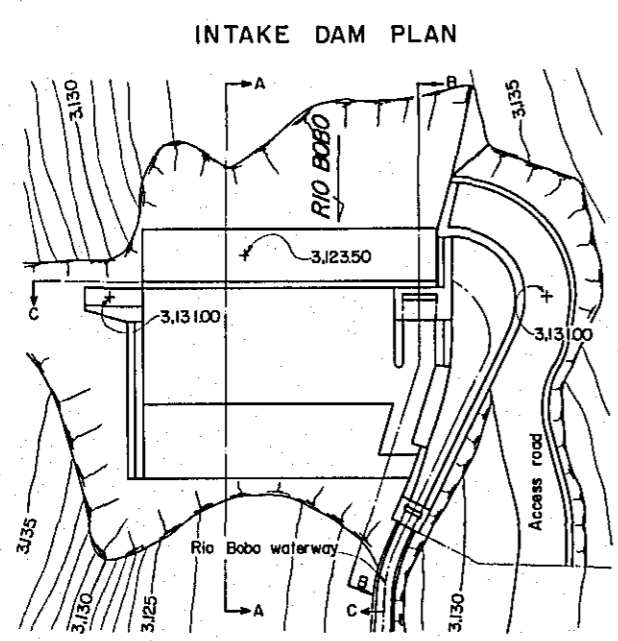 INTAKE DAM PLAN
3,130
A
B
3,135
RIO BOBO
3,123.50
C
3,131.00
3,131.00
Access road
3,135
Rio Bobo waterway
B
3,130
3,125
A
C
3,130